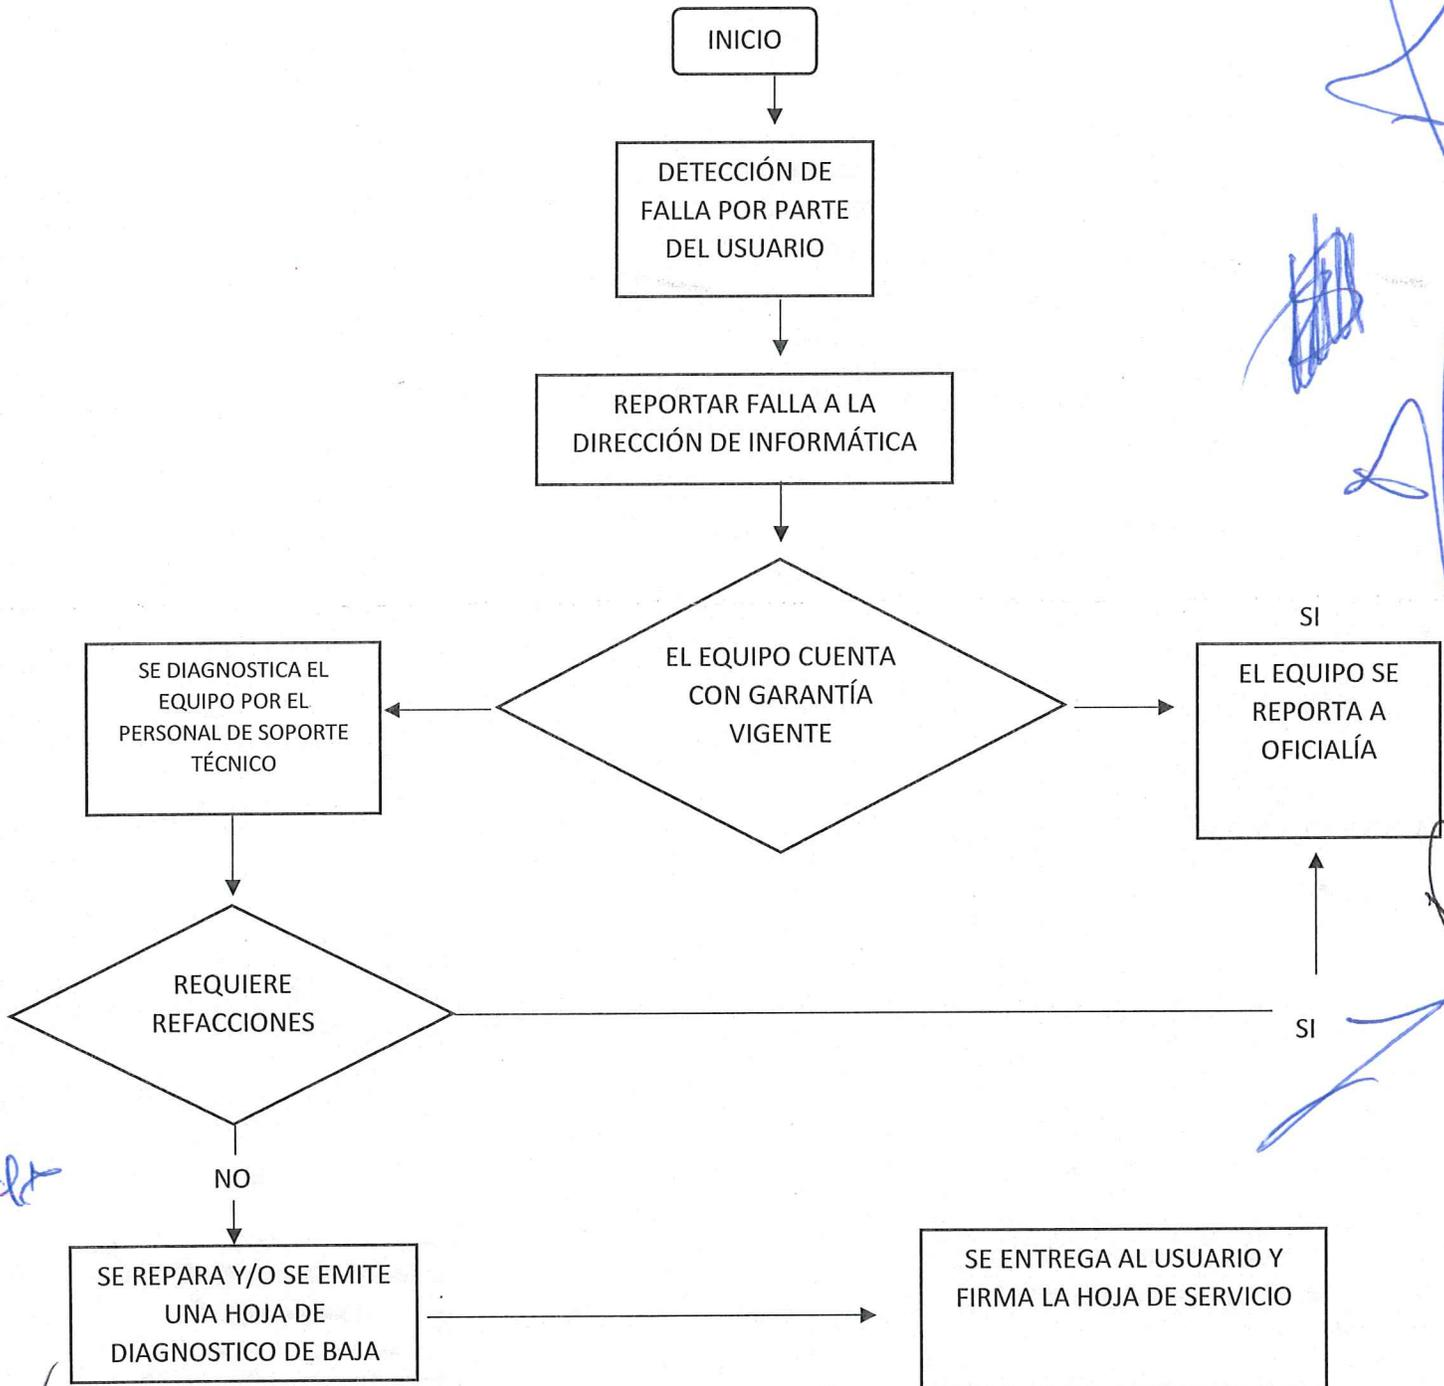 INICIO
DETECCIÓN DE
FALLA POR PARTE
DEL USUARIO
REPORTAR FALLA A LA
DIRECCIÓN DE INFORMÁTICA
EL EQUIPO CUENTA
CON GARANTÍA
VIGENTE
SI
EL EQUIPO SE
REPORTA A
OFICIALÍA
SE DIAGNOSTICA EL
EQUIPO POR EL
PERSONAL DE SOPORTE
TÉCNICO
REQUIERE
REFACCIONES
SI
NO
SE REPARA Y/O SE EMITE
UNA HOJA DE
DIAGNOSTICO DE BAJA
SE ENTREGA AL USUARIO Y
FIRMA LA HOJA DE SERVICIO